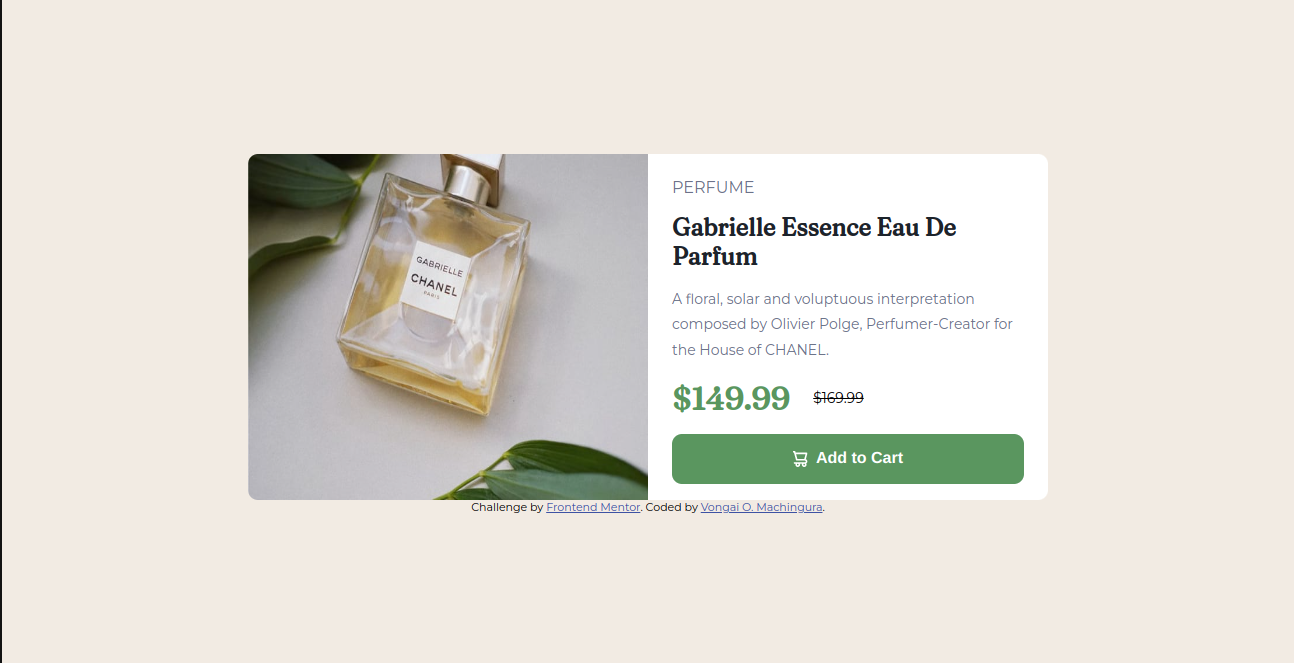 GABRIELLE
CHANEL
PARIS
PERFUME
Gabrielle Essence Eau De
Parfum
A floral, solar and voluptuous interpretation
composed by Olivier Polge, Perfumer-Creator for
the House of CHANEL.
$149.99 $169.99
Add to Cart
Challenge by Frontend Mentor. Coded by Vongai O. Machingura.